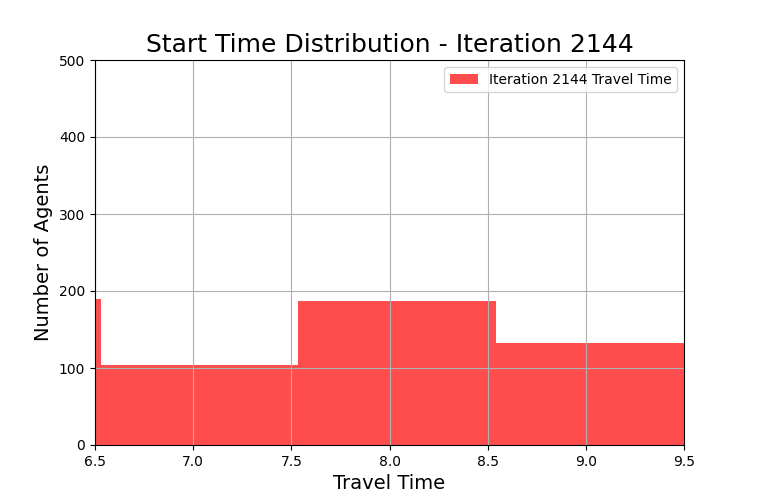 Start Time Distribution - Iteration 2144
500
400
300
200
100
0
Number of Agents
Iteration 2144 Travel Time
6.5 7.0 7.5 8.0 8.5 9.0 9.5
Travel Time